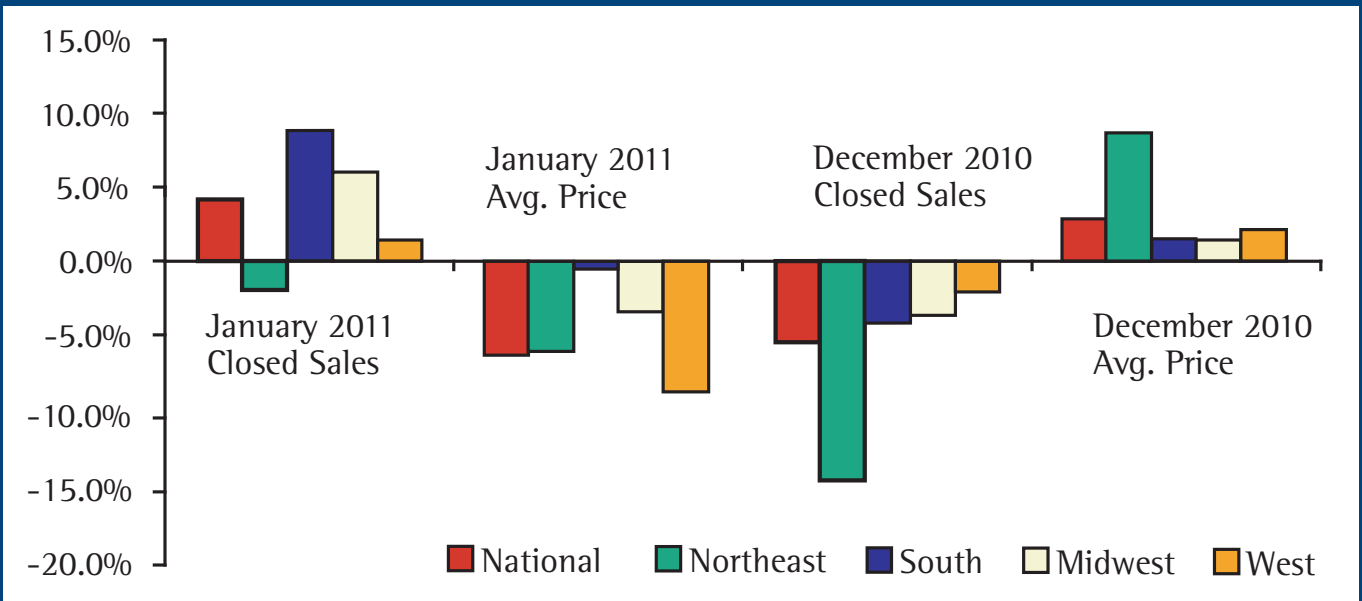 15.0%
10.0%
5.0%
0.0%
-5.0%
-10.0%
-15.0%
-20.0%
January 2011
Closed Sales
January 2011
Avg. Price
December 2010
Closed Sales
December 2010
Avg. Price
National Northeast South Midwest West